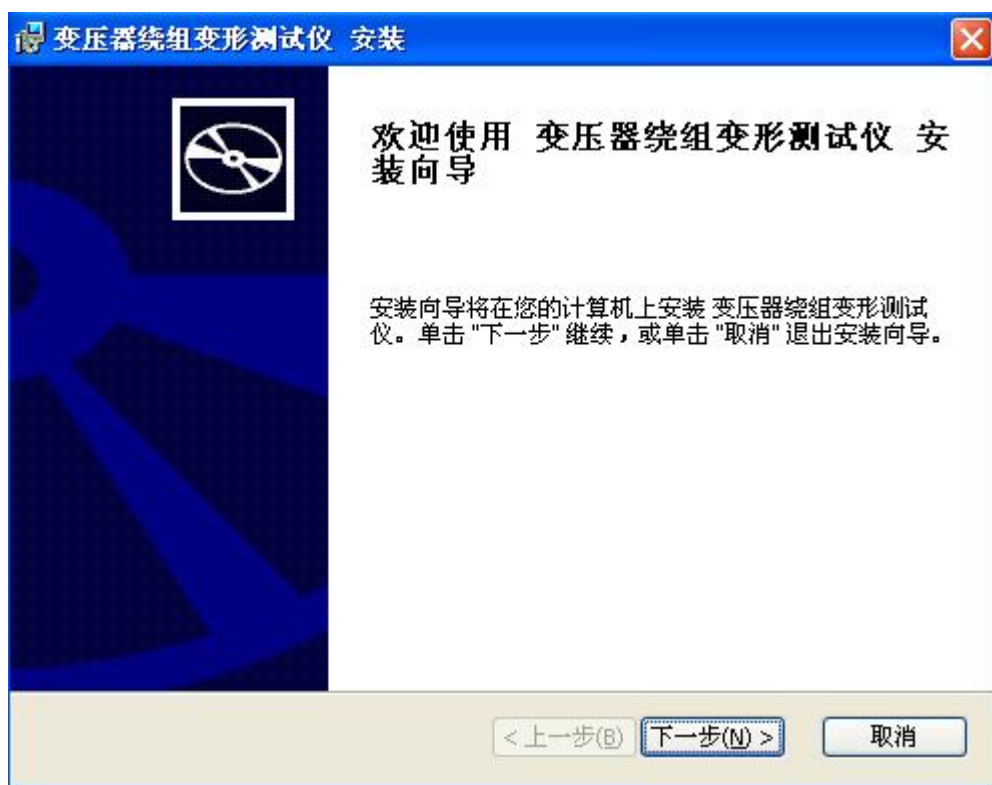 变压器绕组变形测试仪 安装
欢迎使用 变压器绕组变形测试仪 安
装向导
安装向导将在您的计算机上安装 变压器绕组变形测试
仪。单击 "下一步" 继续，或单击 "取消" 退出安装向导。
< 上一步(B)
下一步(N) >
取消